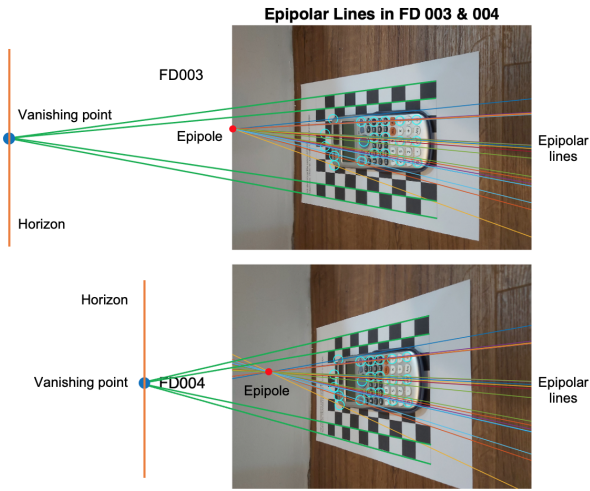 Epipolar Lines in FD 003 & 004
FD003
Vanishing point
Epipole
Epipolar
lines
Horizon
Horizon
Vanishing point
FD004
Epipole
Epipolar
lines